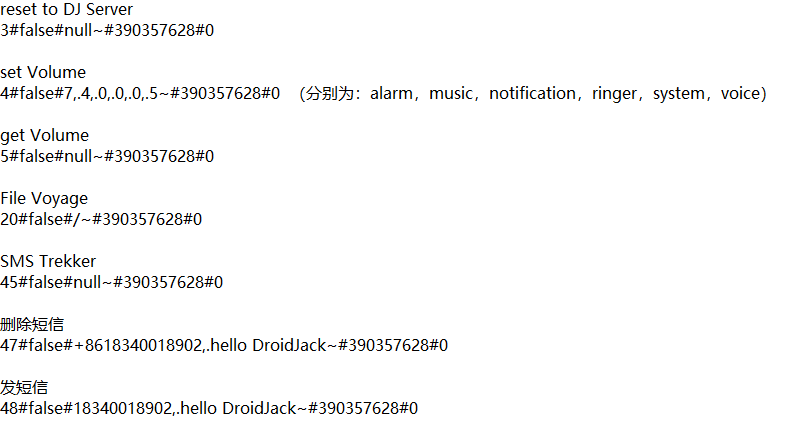 reset to DJ Server
3#false#null~#390357628#0
set Volume
4#false#7,.4,.0,.0,.0,.5~#390357628#0 （分别为：alarm，music，notification，ringer，system，voice）
get Volume
5#false#null~#390357628#0
File Voyage
20#false#/~#390357628#0
SMS Trekker
45#false#null~#390357628#0
删除短信
47#false#+8618340018902,.hello DroidJack~#390357628#0
发短信
48#false#18340018902,.hello DroidJack~#390357628#0